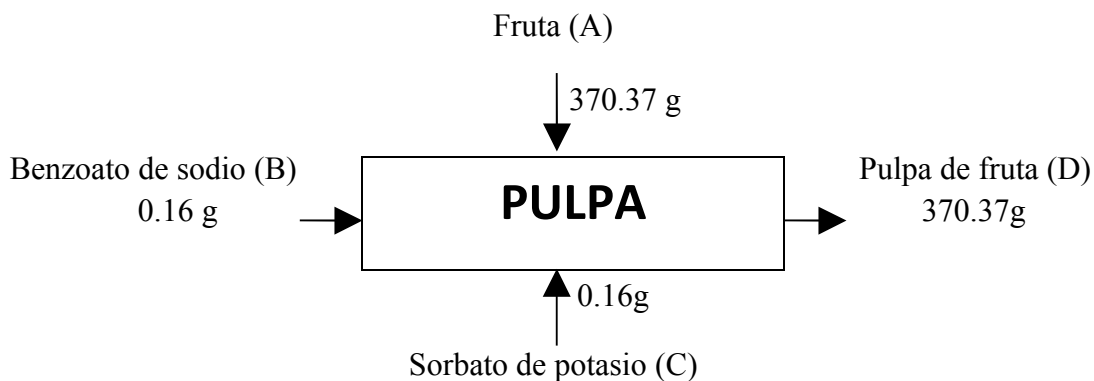 Fruta (A)
370.37 g
Benzoato de sodio (B)
0.16 g
PULPA
Pulpa de fruta (D)
370.37g
0.16g
Sorbato de potasio (C)